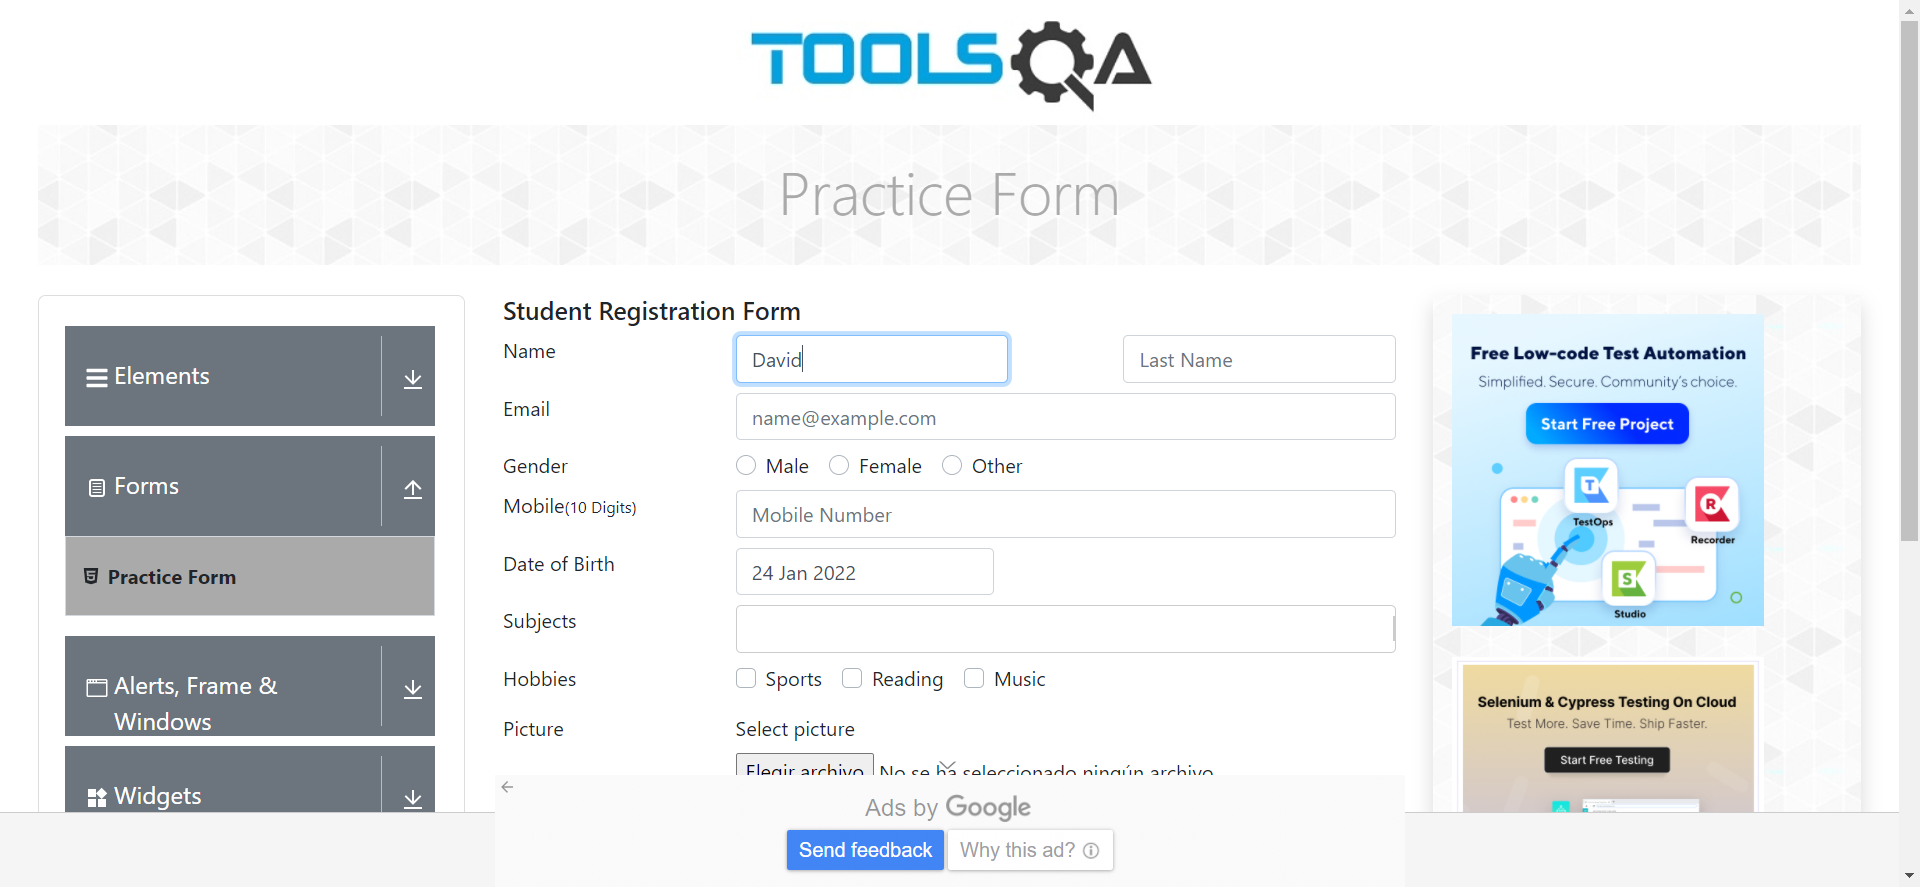 TOOLSQA
Practice Form
Elements
Forms
Practice Form
Alerts, Frame &
Windows
Widgets
Student Registration Form
Name
David
Last Name
Email
name@example.com
Gender
Male
Female
Other
Mobile(10 Digits)
Mobile Number
Date of Birth
24 Jan 2022
Subjects
Hobbies
Sports
Reading
Music
Picture
Select picture
Elegir archivo
No se ha seleccionado ningún archivo
Free Low-code Test Automation
Simplified. Secure. Community's choice.
Start Free Project
TestOps
Recorder
Studio
Selenium & Cypress Testing On Cloud
Test More. Save Time. Ship Faster.
Start Free Testing
Ads by Google
Send feedback
Why this ad?